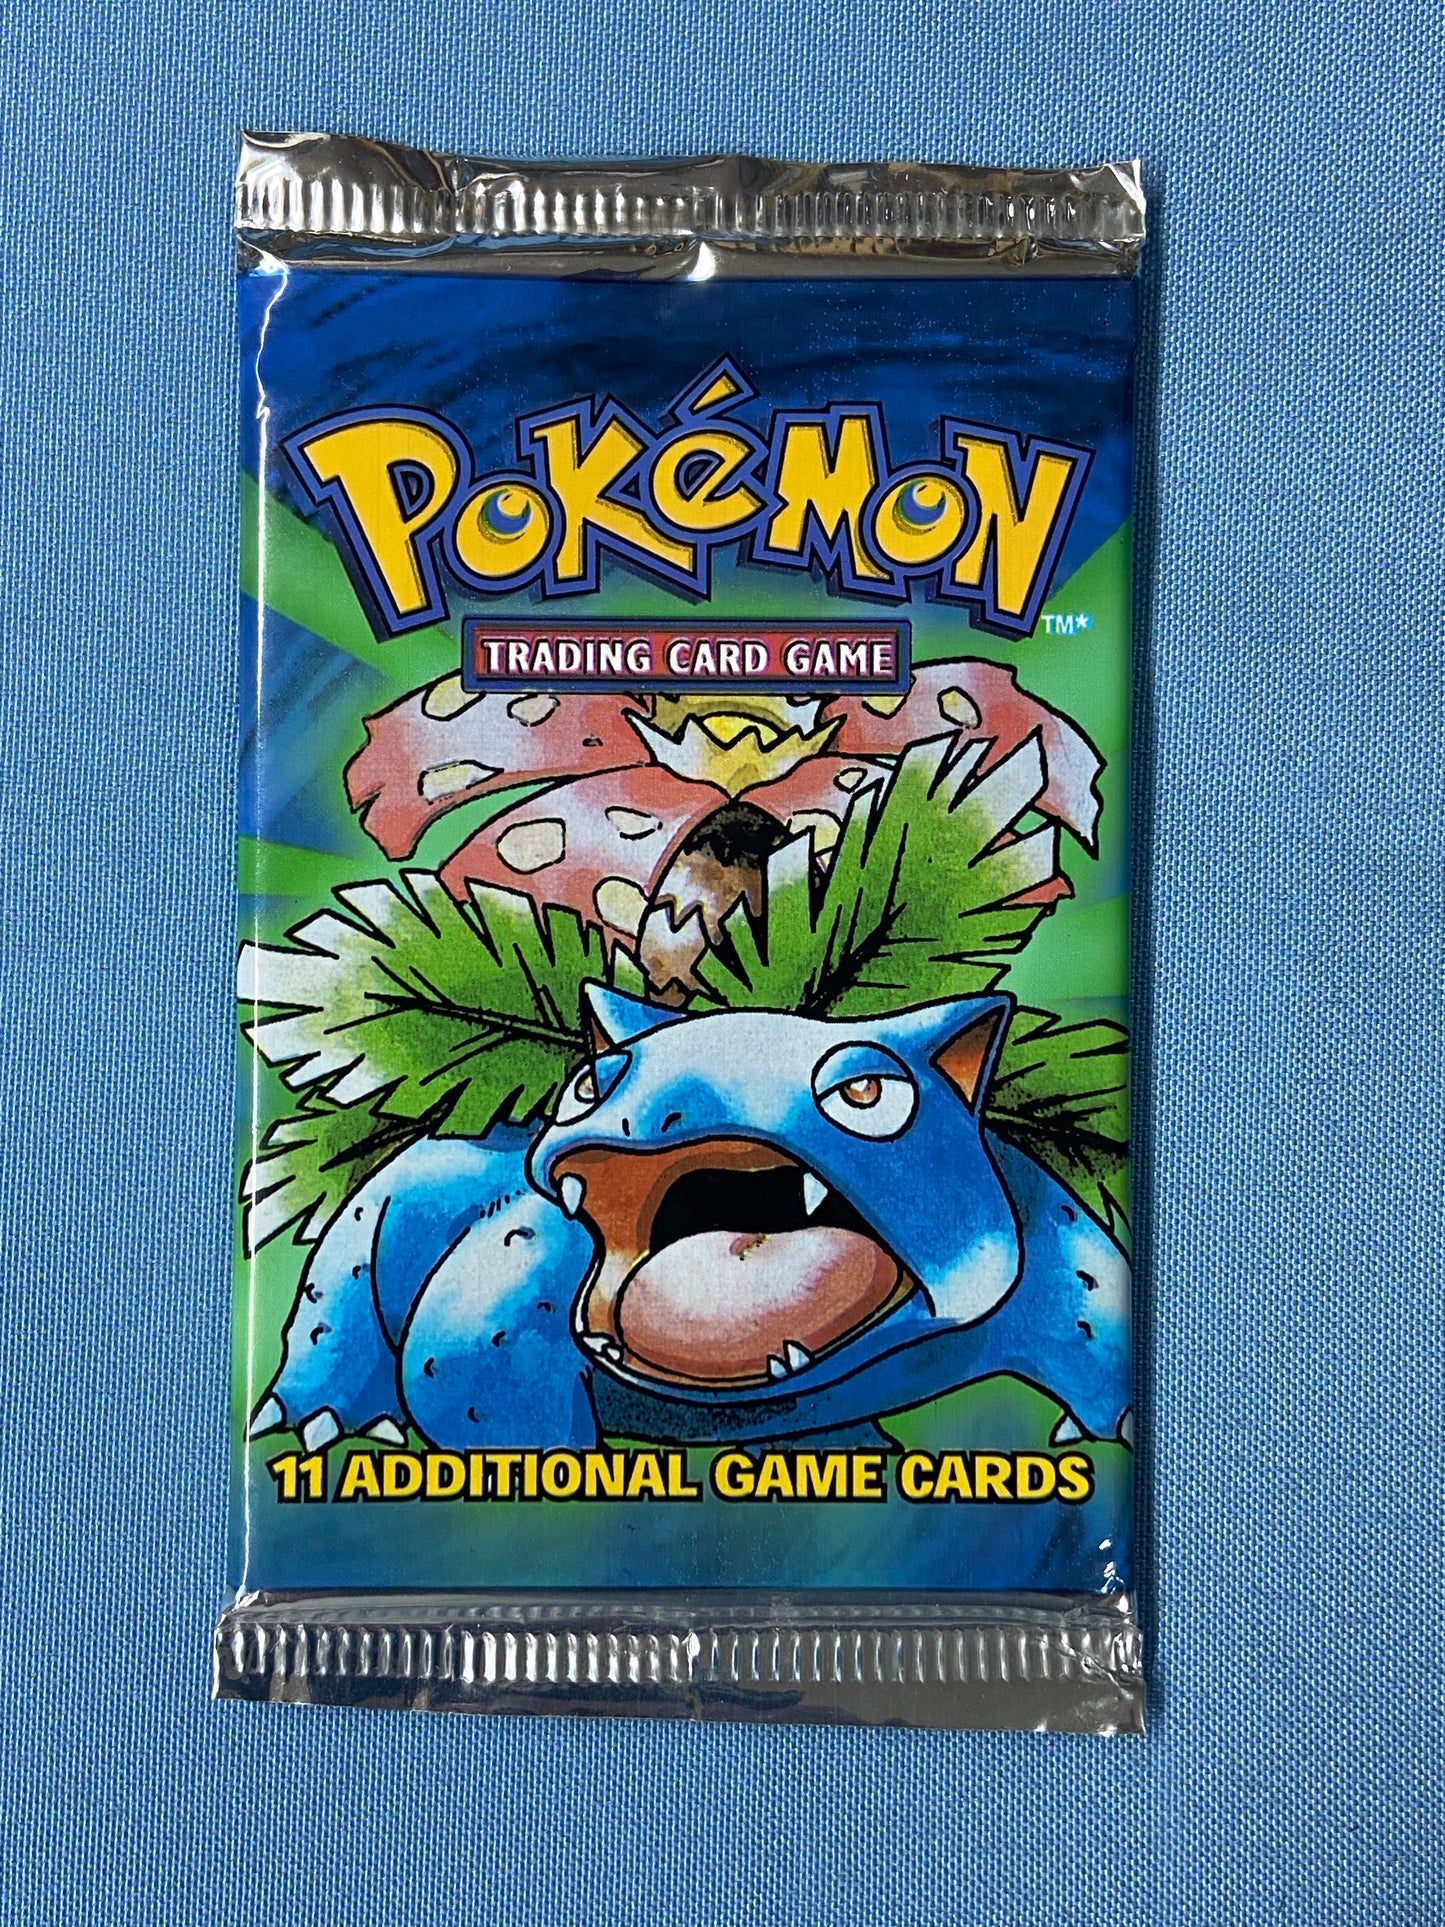 POKéMON
TM*
TRADING CARD GAME
11 ADDITIONAL GAME CARDS